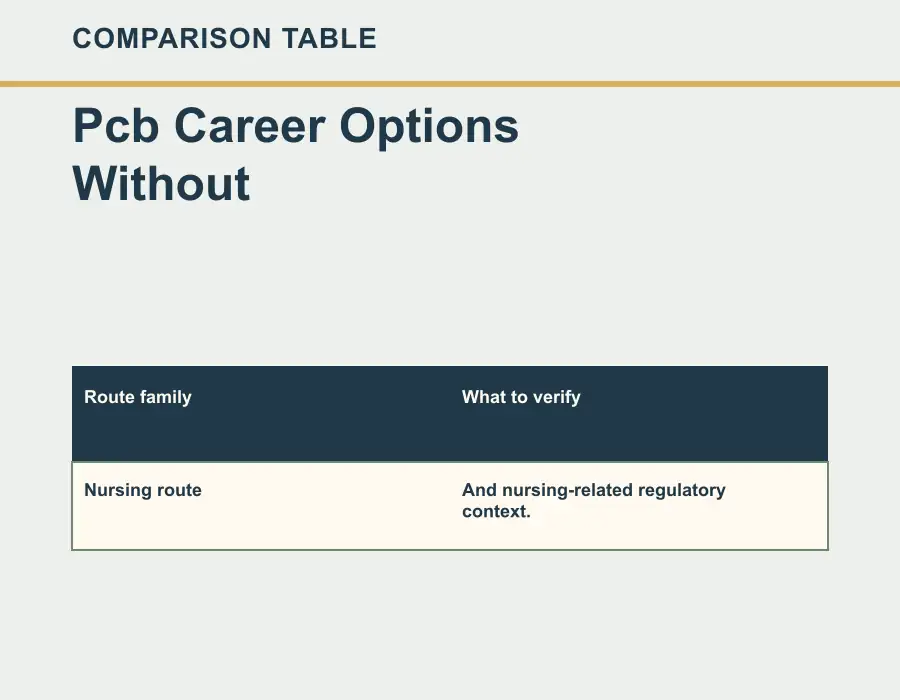 COMPARISON TABLE
Pcb Career Options
Without
Route family
What to verify
Nursing route
And nursing-related regulatory
context.